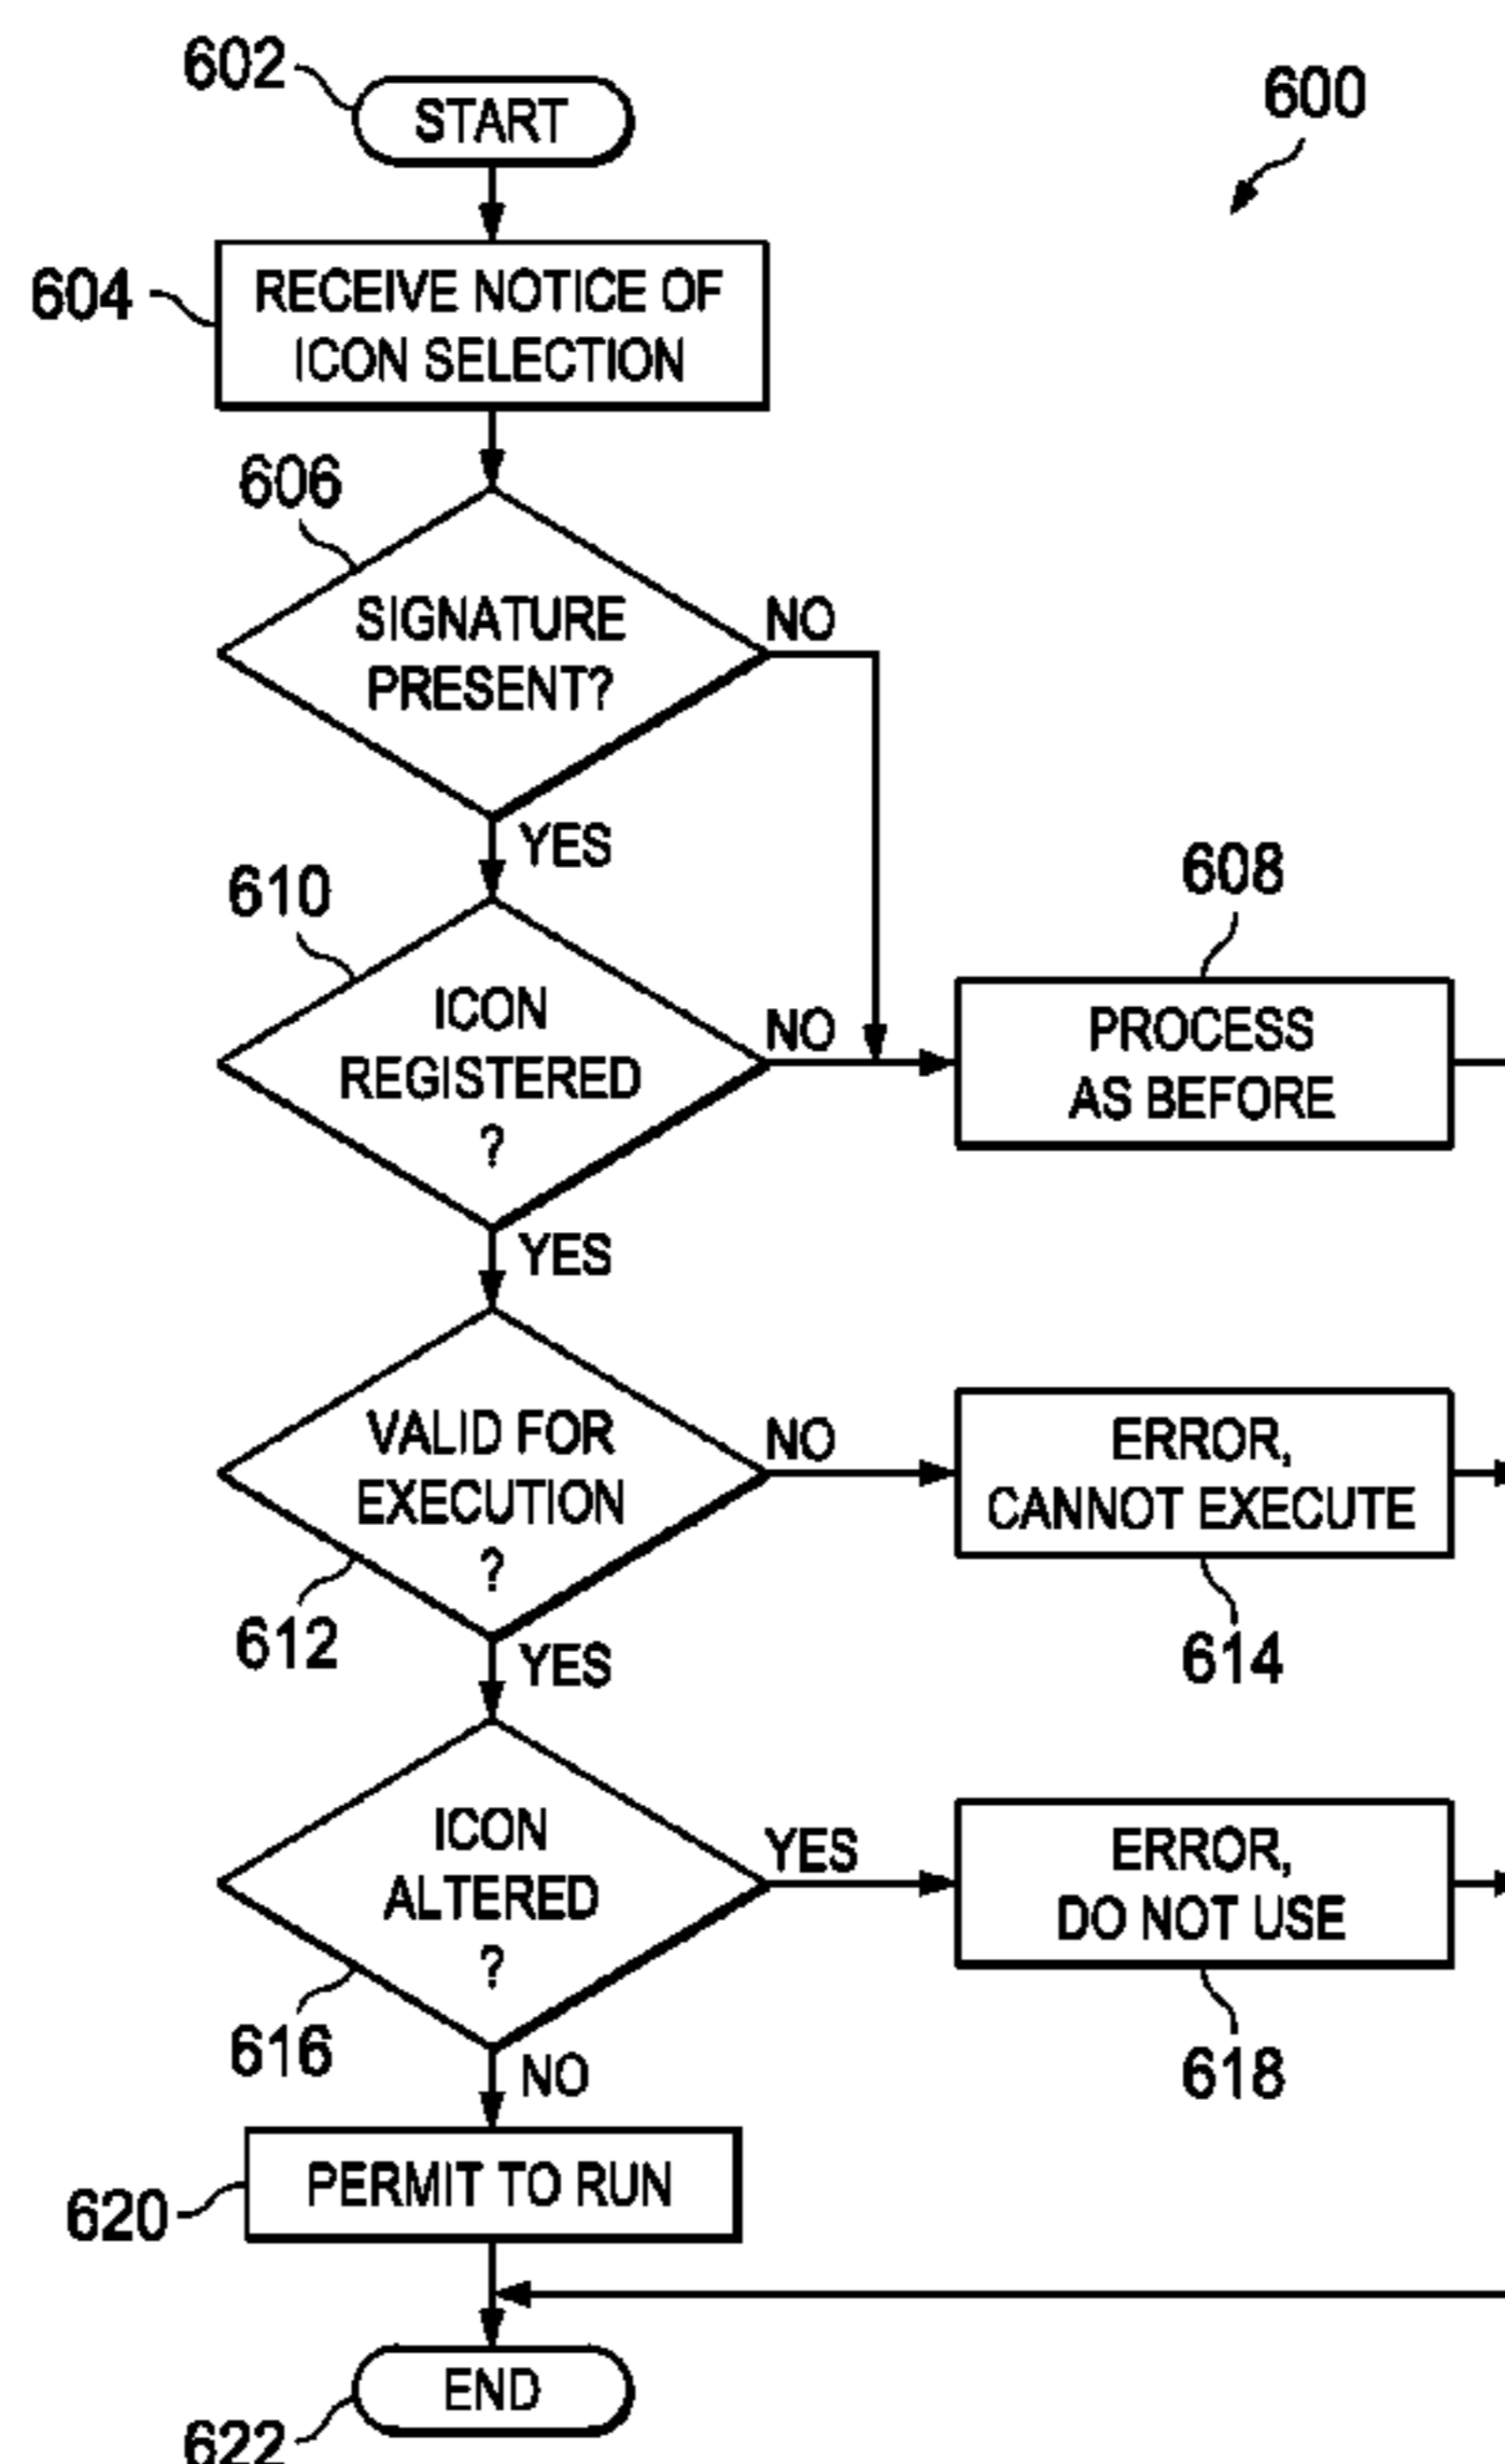 602
START
600
604
RECEIVE NOTICE OF
ICON SELECTION
606
SIGNATURE
PRESENT?
NO
YES
610
ICON
REGISTERED
?
NO
608
PROCESS
AS BEFORE
YES
VALID FOR
EXECUTION
?
612
NO
ERROR,
CANNOT EXECUTE
614
YES
ICON
ALTERED
?
616
YES
ERROR,
DO NOT USE
618
NO
620
PERMIT TO RUN
END
622